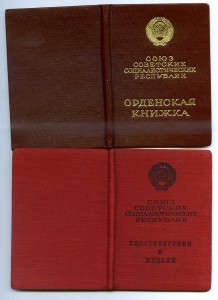 СОЮЗ
СОВЕТСКИХ
СОЦИАЛИСТИЧЕСКИХ
РЕСПУБЛИК
ОРДЕНСКАЯ
КНИЖКА
СОЮЗ
СОВЕТСКИХ
СОЦИАЛИСТИЧЕСКИХ
РЕСПУБЛИК
УДОСТОВЕРЕНИЕ
К
МЕДАЛИ